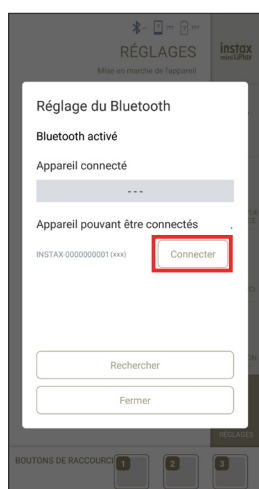 RÉGLAGES
instax
mini LiPlay
Mise en marche de l'appareil
Réglage du Bluetooth
Bluetooth activé
Appareil connecté
---
Appareil pouvant être connectés
INSTAX-0000000001 (xxx)
Connecter
Rechercher
Fermer
RÉGLAGES
BOUTONS DE RACCOURCI
1
2
3